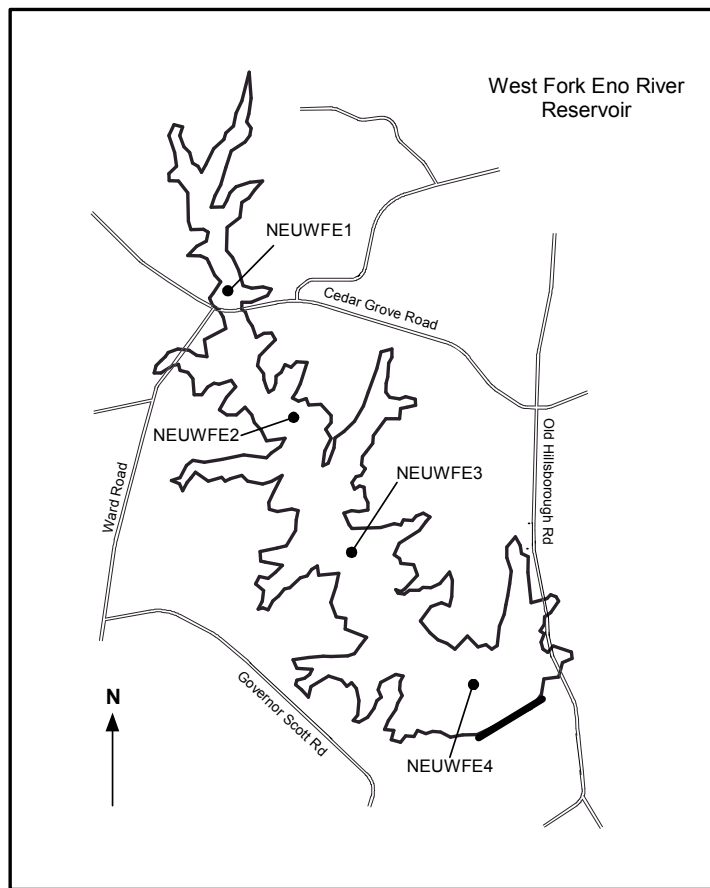 West Fork Eno River
Reservoir
NEUWFE1
Cedar Grove Road
NEUWFE2
Old Hillsborough Rd
NEUWFE3
Ward Road
Governor Scott Rd
N
NEUWFE4